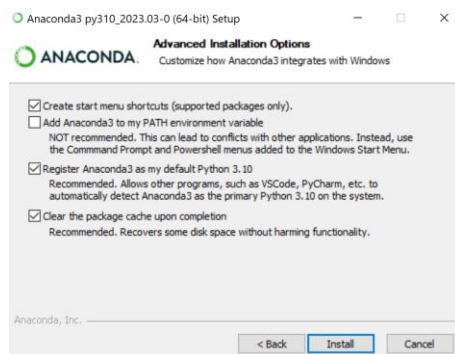 Anaconda3 py310_2023.03-0 (64-bit) Setup
Advanced Installation Options
ANACONDA.
Customize how Anaconda3 integrates with Windows
Create start menu shortcuts (supported packages only).
Add Anaconda3 to my PATH environment variable
NOT recommended. This can lead to conflicts with other applications. Instead, use
the Commmand Prompt and Powershell menus added to the Windows Start Menu.
Register Anaconda3 as my default Python 3.10
Recommended. Allows other programs, such as VSCode, PyCharm, etc. to
automatically detect Anaconda3 as the primary Python 3.10 on the system.
Clear the package cache upon completion
Recommended. Recovers some disk space without harming functionality.
Anaconda, Inc.
< Back
Install
Cancel